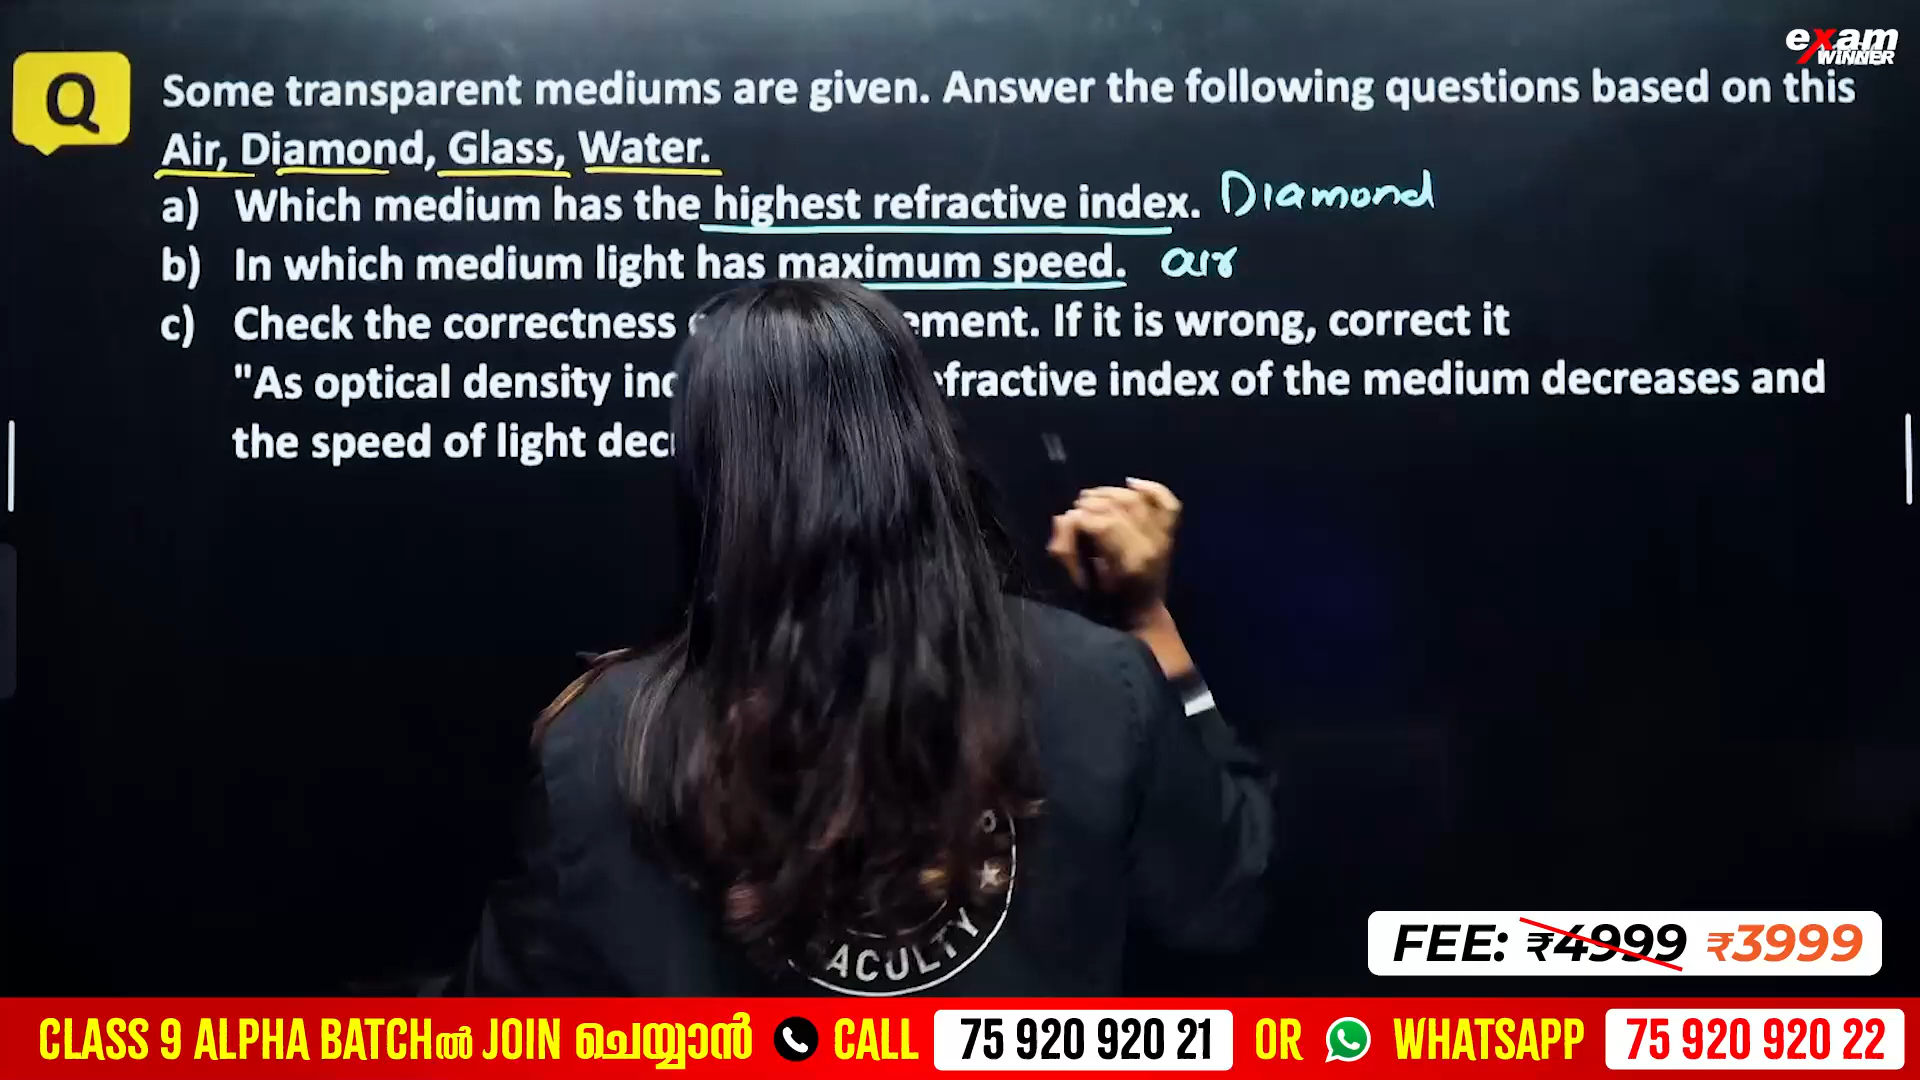 exam
WINNER
Q
Some transparent mediums are given. Answer the following questions based on this
Air, Diamond, Glass, Water.
a) Which medium has the highest refractive index. Diamond
b) In which medium light has maximum speed. air
c) Check the correctness ement. If it is wrong, correct it
"As optical density inc efractive index of the medium decreases and
the speed of light dec
FACULTY
FEE: ₹4999 ₹3999
CLASS 9 ALPHA BATCHൽ JOIN ചെയ്യാൻ CALL 75 920 920 21 OR WHATSAPP 75 920 920 22